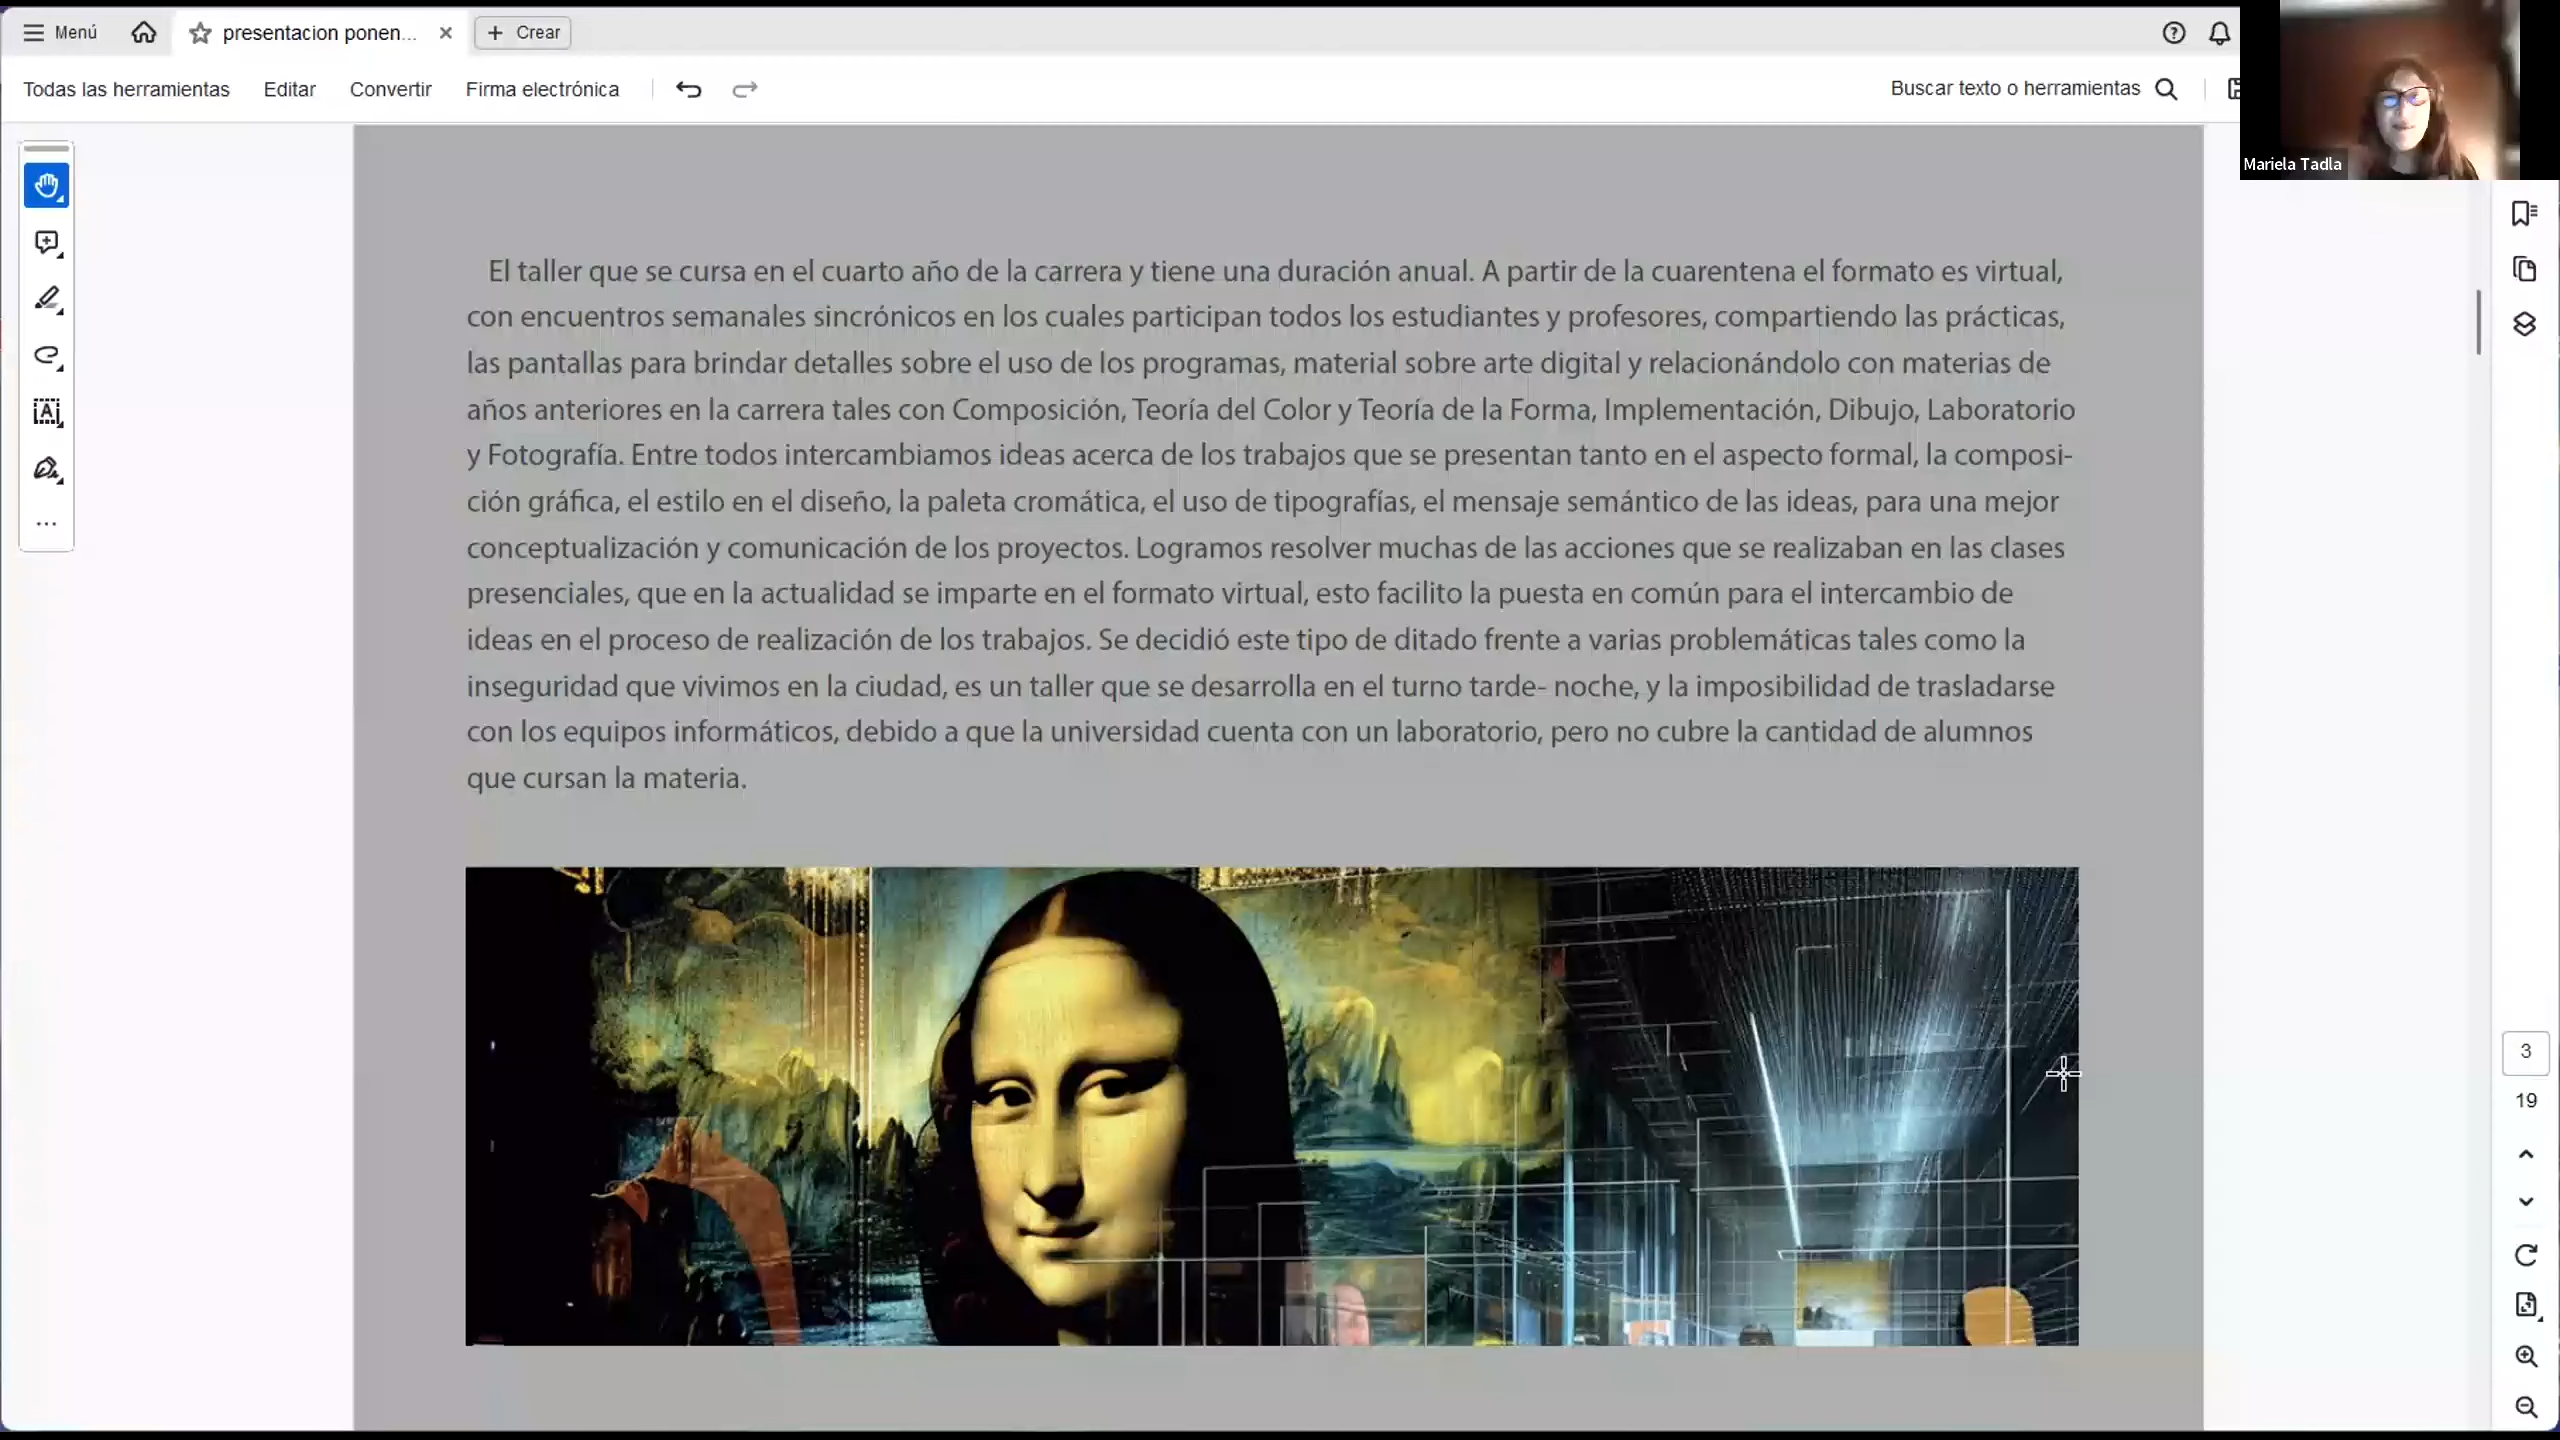 Menú
presentacion ponen...
Crear
Mariela Tadla
Todas las herramientas
Editar
Convertir
Firma electrónica
Buscar texto o herramientas
El taller que se cursa en el cuarto año de la carrera y tiene una duración anual. A partir de la cuarentena el formato es virtual,
con encuentros semanales sincrónicos en los cuales participan todos los estudiantes y profesores, compartiendo las prácticas,
las pantallas para brindar detalles sobre el uso de los programas, material sobre arte digital y relacionándolo con materias de
años anteriores en la carrera tales con Composición, Teoría del Color y Teoría de la Forma, Implementación, Dibujo, Laboratorio
y Fotografía. Entre todos intercambiamos ideas acerca de los trabajos que se presentan tanto en el aspecto formal, la composi-
ción gráfica, el estilo en el diseño, la paleta cromática, el uso de tipografías, el mensaje semántico de las ideas, para una mejor
conceptualización y comunicación de los proyectos. Logramos resolver muchas de las acciones que se realizaban en las clases
presenciales, que en la actualidad se imparte en el formato virtual, esto facilito la puesta en común para el intercambio de
ideas en el proceso de realización de los trabajos. Se decidió este tipo de ditado frente a varias problemáticas tales como la
inseguridad que vivimos en la ciudad, es un taller que se desarrolla en el turno tarde- noche, y la imposibilidad de trasladarse
con los equipos informáticos, debido a que la universidad cuenta con un laboratorio, pero no cubre la cantidad de alumnos
que cursan la materia.
3
19